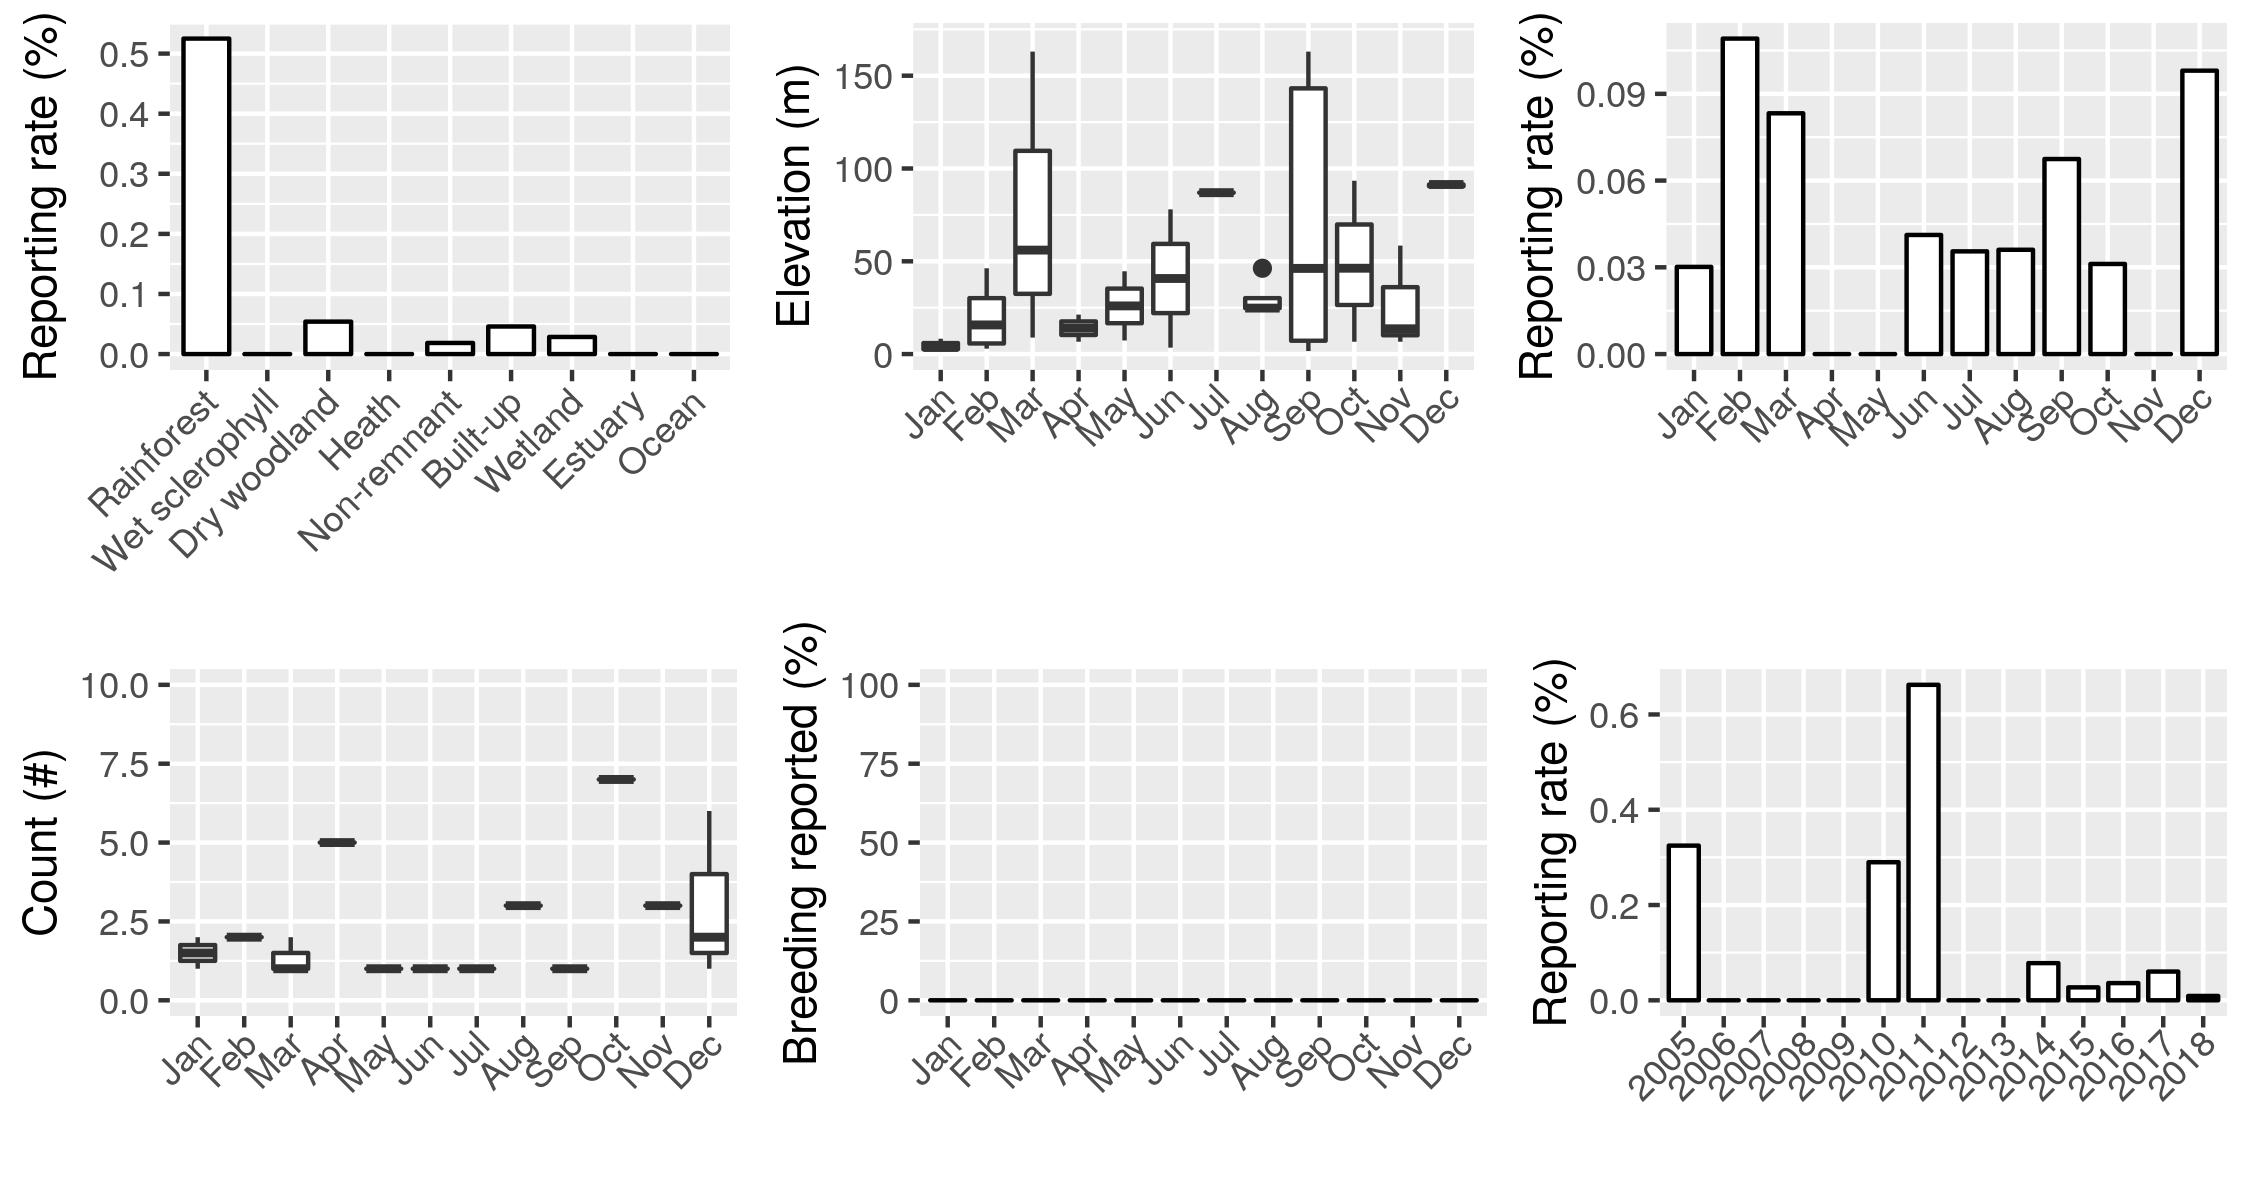 Reporting rate (%)
0.5
0.4
0.3
0.2
0.1
0.0
Rainforest
Wet sclerophyll
Dry woodland
Heath
Non-remnant
Built-up
Wetland
Estuary
Ocean
Elevation (m)
150
100
50
0
Jan
Feb
Mar
Apr
May
Jun
Jul
Aug
Sep
Oct
Nov
Dec
Reporting rate (%)
0.09
0.06
0.03
0.00
Jan
Feb
Mar
Apr
May
Jun
Jul
Aug
Sep
Oct
Nov
Dec
Count (#)
10.0
7.5
5.0
2.5
0.0
Jan
Feb
Mar
Apr
May
Jun
Jul
Aug
Sep
Oct
Nov
Dec
Breeding reported (%)
100
75
50
25
0
Jan
Feb
Mar
Apr
May
Jun
Jul
Aug
Sep
Oct
Nov
Dec
Reporting rate (%)
0.6
0.4
0.2
0.0
2005
2006
2007
2008
2009
2010
2011
2012
2013
2014
2015
2016
2017
2018